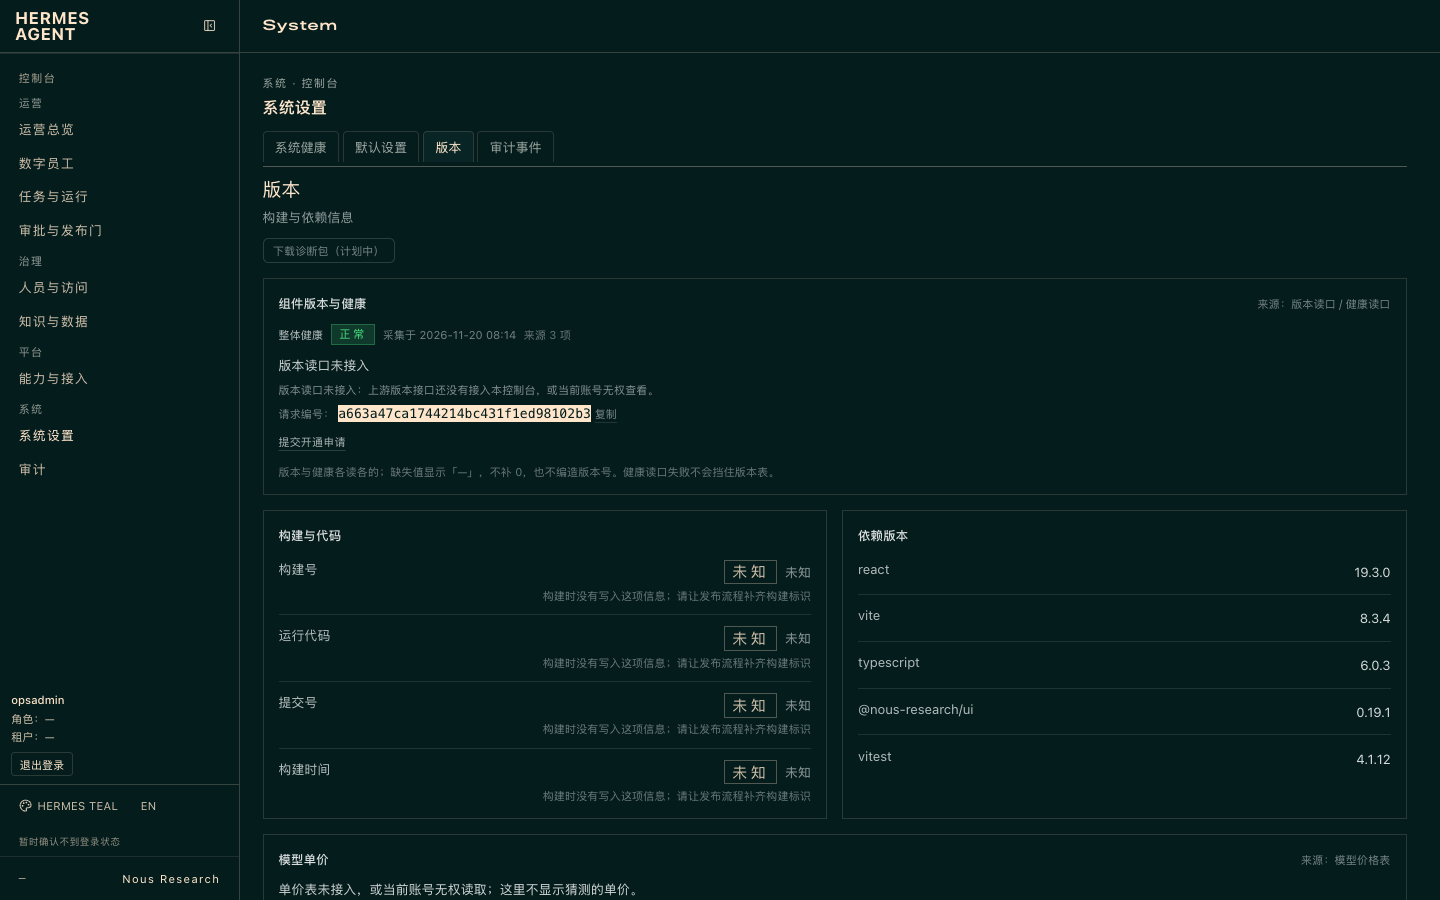 HERMES
AGENT
System
控制台
运营
运营总览
数字员工
任务与运行
审批与发布门
治理
人员与访问
知识与数据
平台
能力与接入
系统
系统设置
审计
opsadmin
角色: —
租户: —
退出登录
HERMES TEAL EN
暂时确认不到登录状态
— Nous Research
系统 · 控制台
系统设置
系统健康 默认设置 版本 审计事件
版本
构建与依赖信息
下载诊断包（计划中）
组件版本与健康 来源：版本读口 / 健康读口
整体健康 正常 采集于 2026-11-20 08:14 来源 3 项
版本读口未接入
版本读口未接入：上游版本接口还没有接入本控制台，或当前账号无权查看。
请求编号： a663a47ca1744214bc431f1ed98102b3 复制
提交开通申请
版本与健康各读各的；缺失值显示「—」，不补 0，也不编造版本号。健康读口失败不会挡住版本表。
构建与代码
构建号 未知 未知
构建时没有写入这项信息；请让发布流程补齐构建标识
运行代码 未知 未知
构建时没有写入这项信息；请让发布流程补齐构建标识
提交号 未知 未知
构建时没有写入这项信息；请让发布流程补齐构建标识
构建时间 未知 未知
构建时没有写入这项信息；请让发布流程补齐构建标识
依赖版本
react 19.3.0
vite 8.3.4
typescript 6.0.3
@nous-research/ui 0.19.1
vitest 4.1.12
模型单价 来源：模型价格表
单价表未接入，或当前账号无权读取；这里不显示猜测的单价。